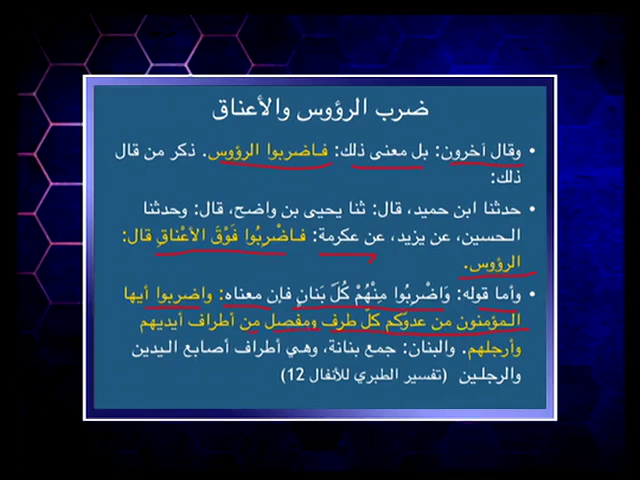 ضرب الرؤوس والأعناق
• وقال آخرون: بل معنى ذلك: فاضربوا الرؤوس. ذكر من قال
ذلك:
• حدثنا ابن حميد، قال: ثنا يحيى بن واضح، قال: وحدثنا
الحسين، عن يزيد، عن عكرمة: فَاضْرِبُوا فَوْقَ الأَعْنَاقِ قال:
الرؤوس.
• وأما قوله: وَاضْرِبُوا مِنْهُمْ كُلَّ بَنانٍ فإن معناه: واضربوا أيها
المؤمنون من عدوكم كلّ طرف ومفصل من أطراف أيديهم
وأرجلهم. والبنان: جمع بنانة، وهي أطراف أصابع اليدين
والرجلين (تفسير الطبري للأنفال 12)